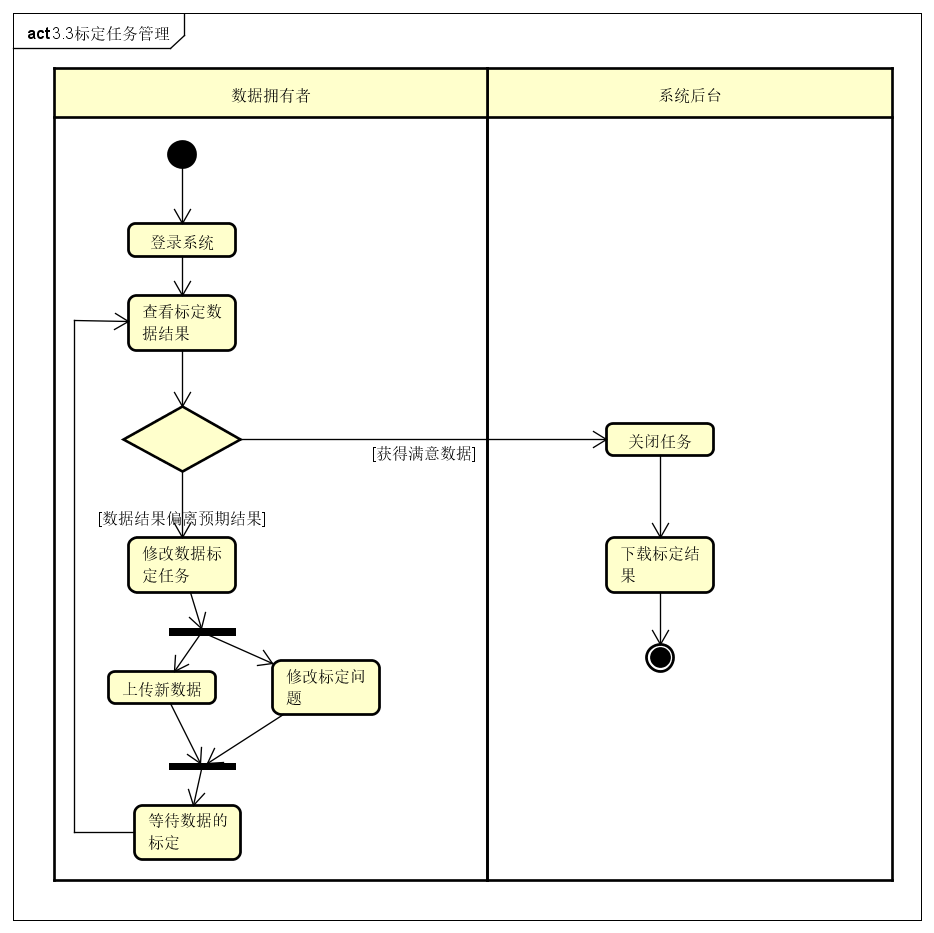 act 3.3标定任务管理
数据拥有者
系统后台
登录系统
查看标定数
据结果
[获得满意数据]
关闭任务
[数据结果偏离预期结果]
修改数据标
定任务
下载标定结
果
上传新数据
修改标定问
题
等待数据的
标定